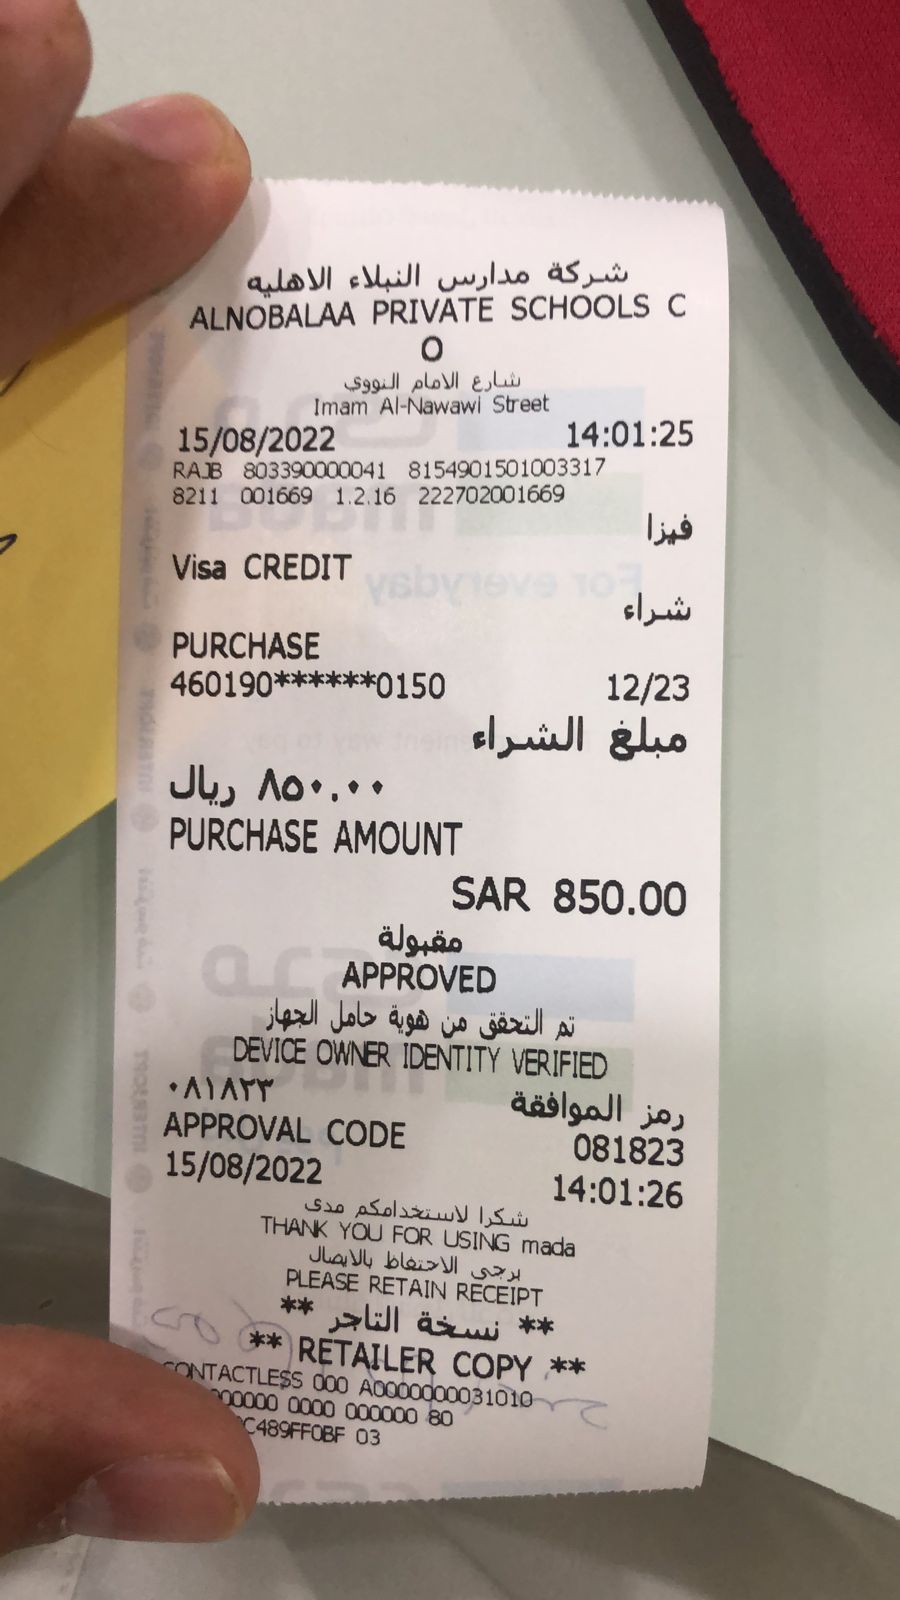 شركة مدارس النبلاء الاهليه
ALNOBALAA PRIVATE SCHOOLS C
O
شارع الامام النووي
Imam Al-Nawawi Street
15/08/2022 14:01:25
RAJB 803390000041 8154901501003317
8211 001669 1.2.16 222702001669
فيزا
Visa CREDIT
شراء
PURCHASE
460190******0150 12/23
مبلغ الشراء
٨٥٠.٠٠ ريال
PURCHASE AMOUNT
SAR 850.00
مقبولة
APPROVED
تم التحقق من هوية حامل الجهاز
DEVICE OWNER IDENTITY VERIFIED
رمز الموافقة ٠٨١٨٢٣
APPROVAL CODE 081823
15/08/2022 14:01:26
شكرا لاستخدامكم مدى
THANK YOU FOR USING mada
يرجى الاحتفاظ بالايصال
PLEASE RETAIN RECEIPT
** نسخة التاجر **
** RETAILER COPY **
CONTACTLESS 000 A0000000031010
0000 000000 80
C489FF0BF 03